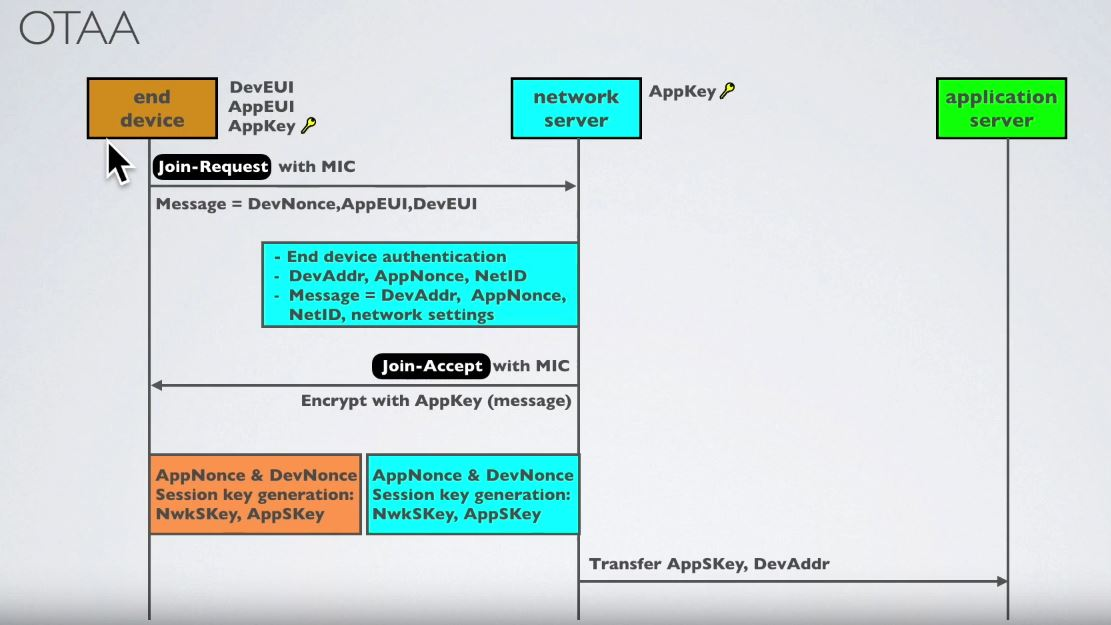 OTAA
end
device
DevEUI
AppEUI
AppKey
network
server
AppKey
application
server
Join-Request with MIC
Message = DevNonce,AppEUI,DevEUI
- End device authentication
- DevAddr, AppNonce, NetID
- Message = DevAddr, AppNonce,
NetID, network settings
Join-Accept with MIC
Encrypt with AppKey (message)
AppNonce & DevNonce
Session key generation:
NwkSKey, AppSKey
AppNonce & DevNonce
Session key generation:
NwkSKey, AppSKey
Transfer AppSKey, DevAddr